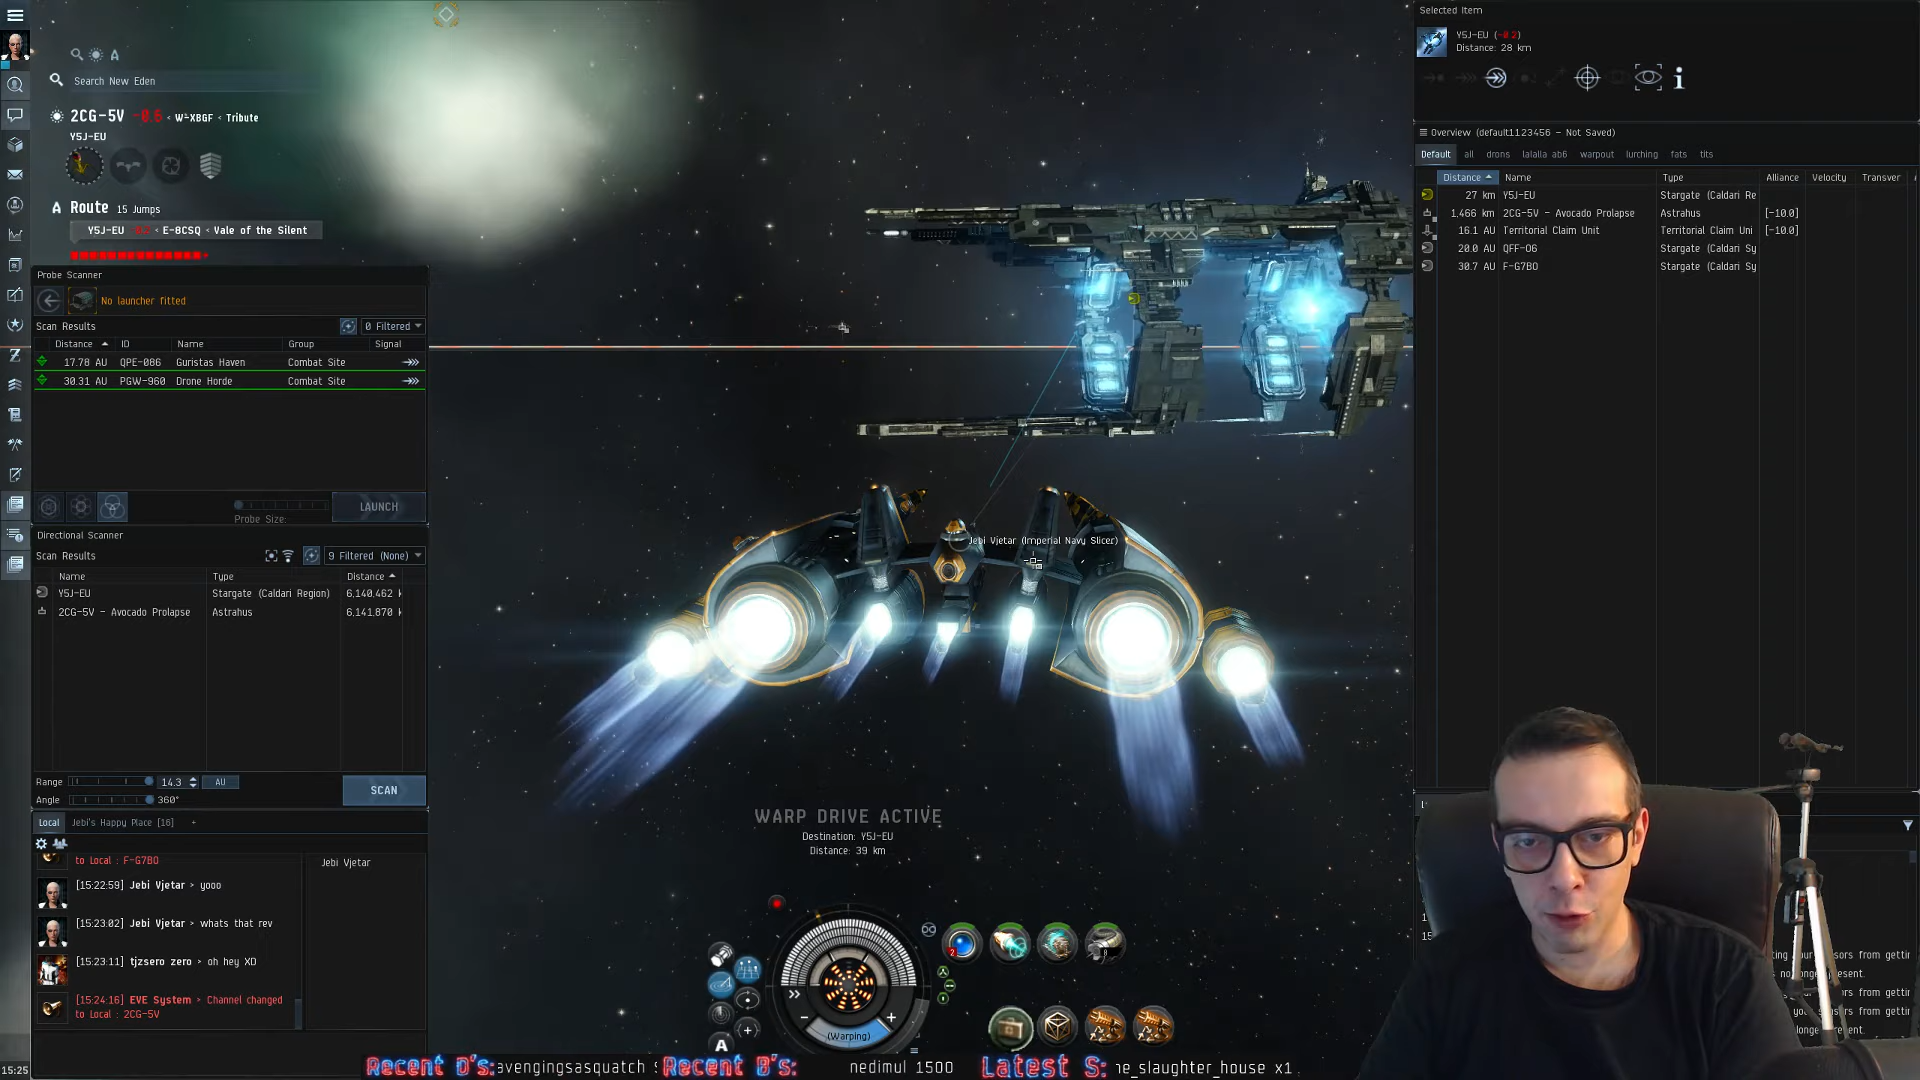 Selected Item
Y5J-EU (-0.2)
Distance: 28 km
Search New Eden
2CG-5V -0.6 < W-XBGF < Tribute
Y5J-EU
Route 15 Jumps
Y5J-EU -0.2 < E-8CSQ < Vale of the Silent
Probe Scanner
No launcher fitted
Scan Results 0 Filtered
Distance ID Name Group Signal
17.78 AU QPE-086 Guristas Haven Combat Site
30.31 AU PGW-960 Drone Horde Combat Site
Probe Size:
LAUNCH
Directional Scanner
Scan Results 9 Filtered (None)
Name Type Distance
Y5J-EU Stargate (Caldari Region) 6,140,462 k
2CG-5V - Avocado Prolapse Astrahus 6,141,870 k
Range 14.3 AU
Angle 360°
SCAN
Local Jebi's Happy Place [16] +
to Local : F-G7BO
[15:22:59] Jebi Vjetar > yooo
[15:23:02] Jebi Vjetar > whats that rev
[15:23:11] tjzsero zero > oh hey XD
[15:24:16] EVE System > Channel changed
to Local : 2CG-5V
Jebi Vjetar
15:25
Overview (default1123456 - Not Saved)
Default all drons lalalla ab6 warpout lurching fats tits
Distance Name Type Alliance Velocity Transver
27 km Y5J-EU Stargate (Caldari Re
1,466 km 2CG-5V - Avocado Prolapse Astrahus [-10.0]
16.1 AU Territorial Claim Unit Territorial Claim Uni [-10.0]
20.0 AU QFF-O6 Stargate (Caldari Sy
30.7 AU F-G7BO Stargate (Caldari Sy
Jebi Vjetar (Imperial Navy Slicer)
WARP DRIVE ACTIVE
Destination: Y5J-EU
Distance: 39 km
(Warping)
Recent D's: avengingsasquatch Recent B's: nedimul 1500 Latest S: ne_slaughter_house x1